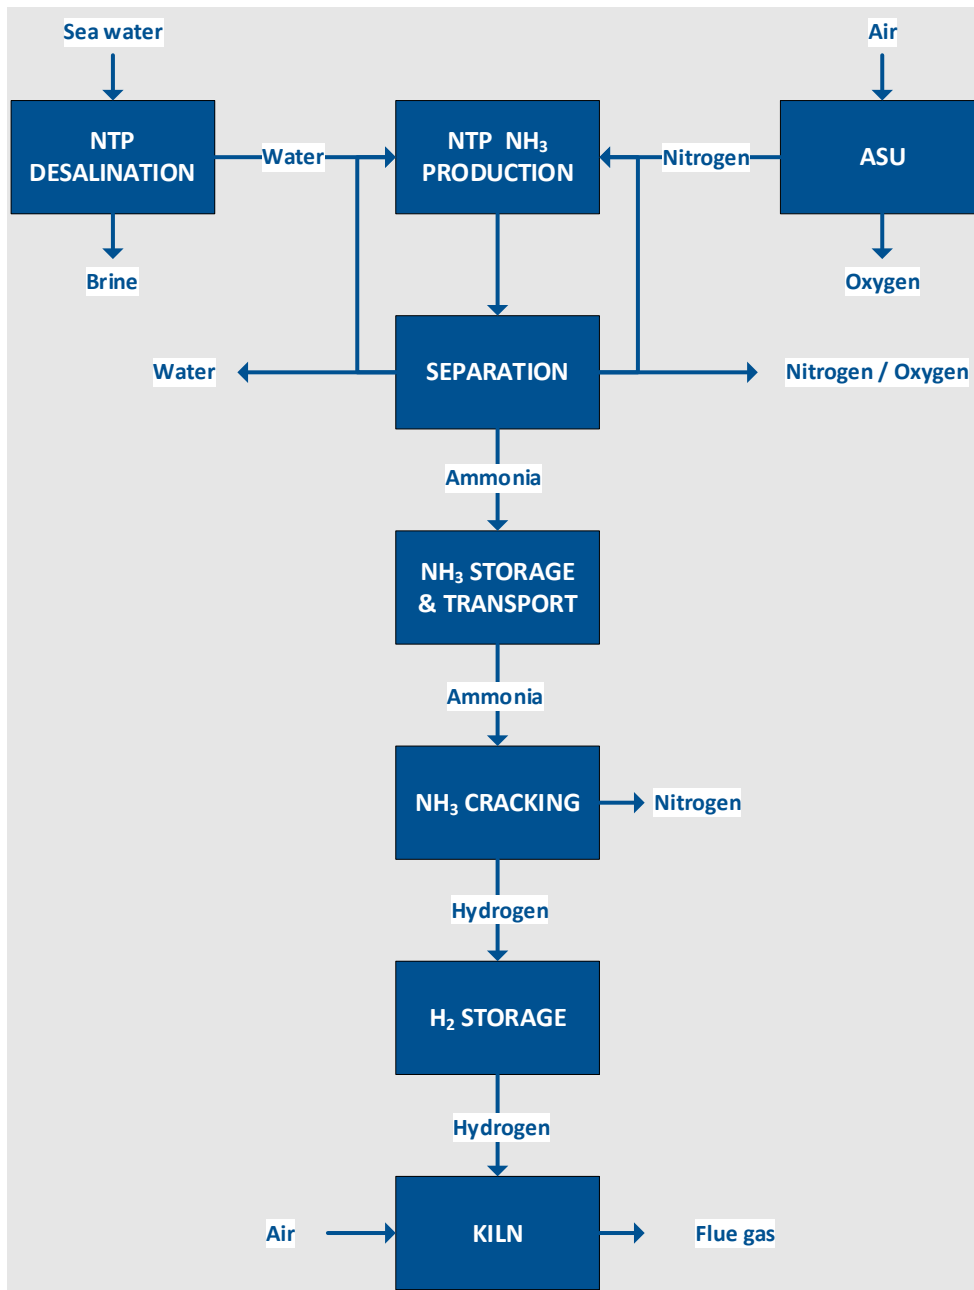 Sea water
Air
NTP
DESALINATION
Water
NTP NH₃
PRODUCTION
Nitrogen
ASU
Brine
Oxygen
Water
SEPARATION
Nitrogen / Oxygen
Ammonia
NH₃ STORAGE
& TRANSPORT
Ammonia
NH₃ CRACKING
Nitrogen
Hydrogen
H₂ STORAGE
Hydrogen
Air
KILN
Flue gas